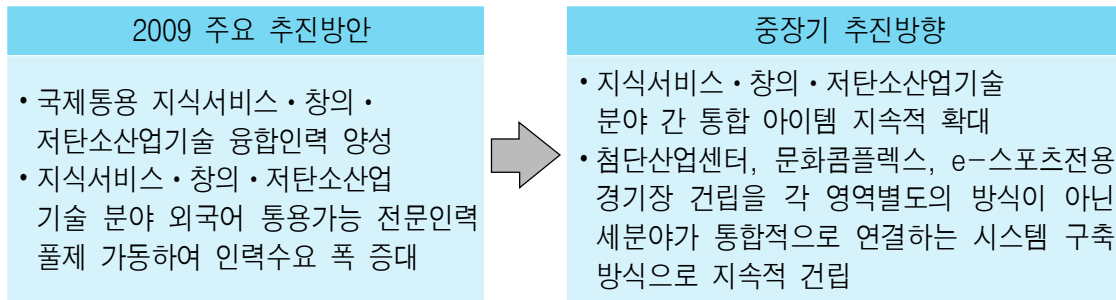 2009 주요 추진방안
• 국제통용 지식서비스・창의・
저탄소산업기술 융합인력 양성
• 지식서비스・창의・저탄소산업
기술 분야 외국어 통용가능 전문인력
풀제 가동하여 인력수요 폭 증대
중장기 추진방향
• 지식서비스・창의・저탄소산업기술
분야 간 통합 아이템 지속적 확대
• 첨단산업센터, 문화콤플렉스, e-스포츠전용
경기장 건립을 각 영역별도의 방식이 아닌
세분야가 통합적으로 연결하는 시스템 구축
방식으로 지속적 건립